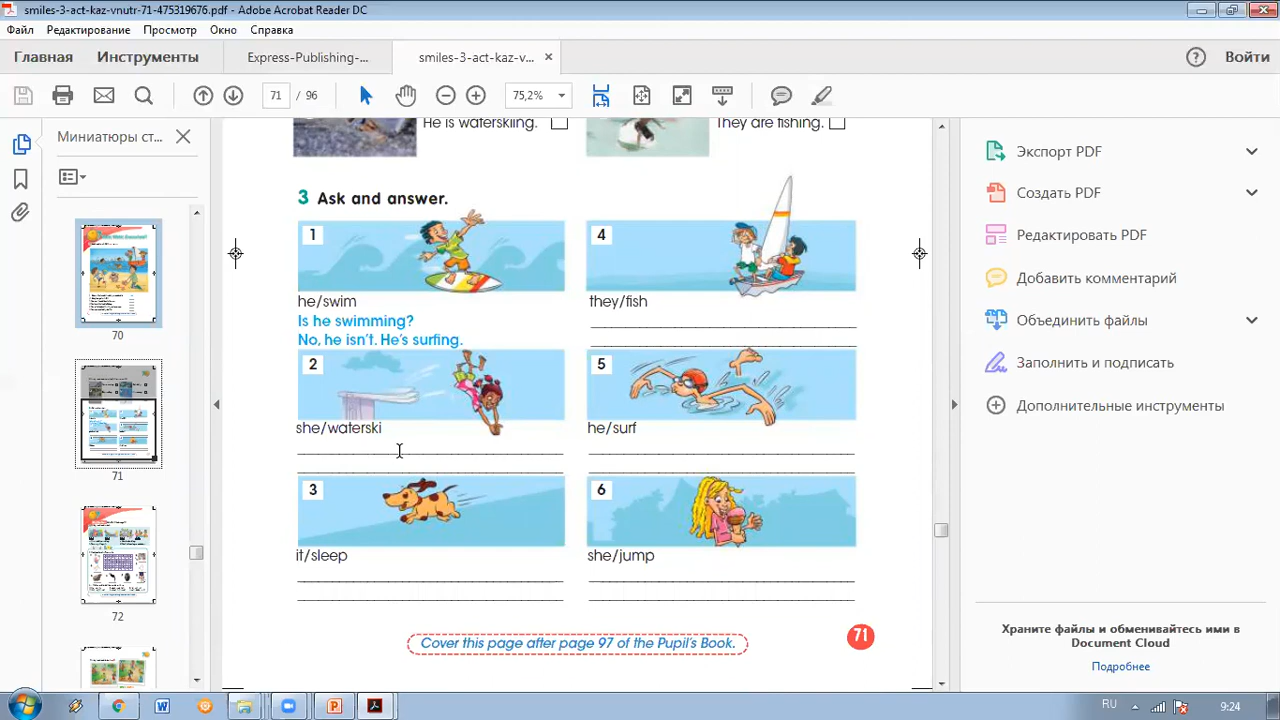 smiles-3-act-kaz-vnutr-71-475319676.pdf - Adobe Acrobat Reader DC
Файл Редактирование Просмотр Окно Справка
Главная Инструменты Express-Publishing-... smiles-3-act-kaz-v... Войти
71 / 96 75,2%
Миниатюры ст...
70
71
72
He is waterskiing.
They are fishing.
3 Ask and answer.
1
he/swim
Is he swimming?
No, he isn't. He's surfing.
2
she/waterski
3
it/sleep
4
they/fish
5
he/surf
6
she/jump
Cover this page after page 97 of the Pupil's Book.
71
Экспорт PDF
Создать PDF
Редактировать PDF
Добавить комментарий
Объединить файлы
Заполнить и подписать
Дополнительные инструменты
Храните файлы и обменивайтесь ими в
Document Cloud
Подробнее
RU 9:24